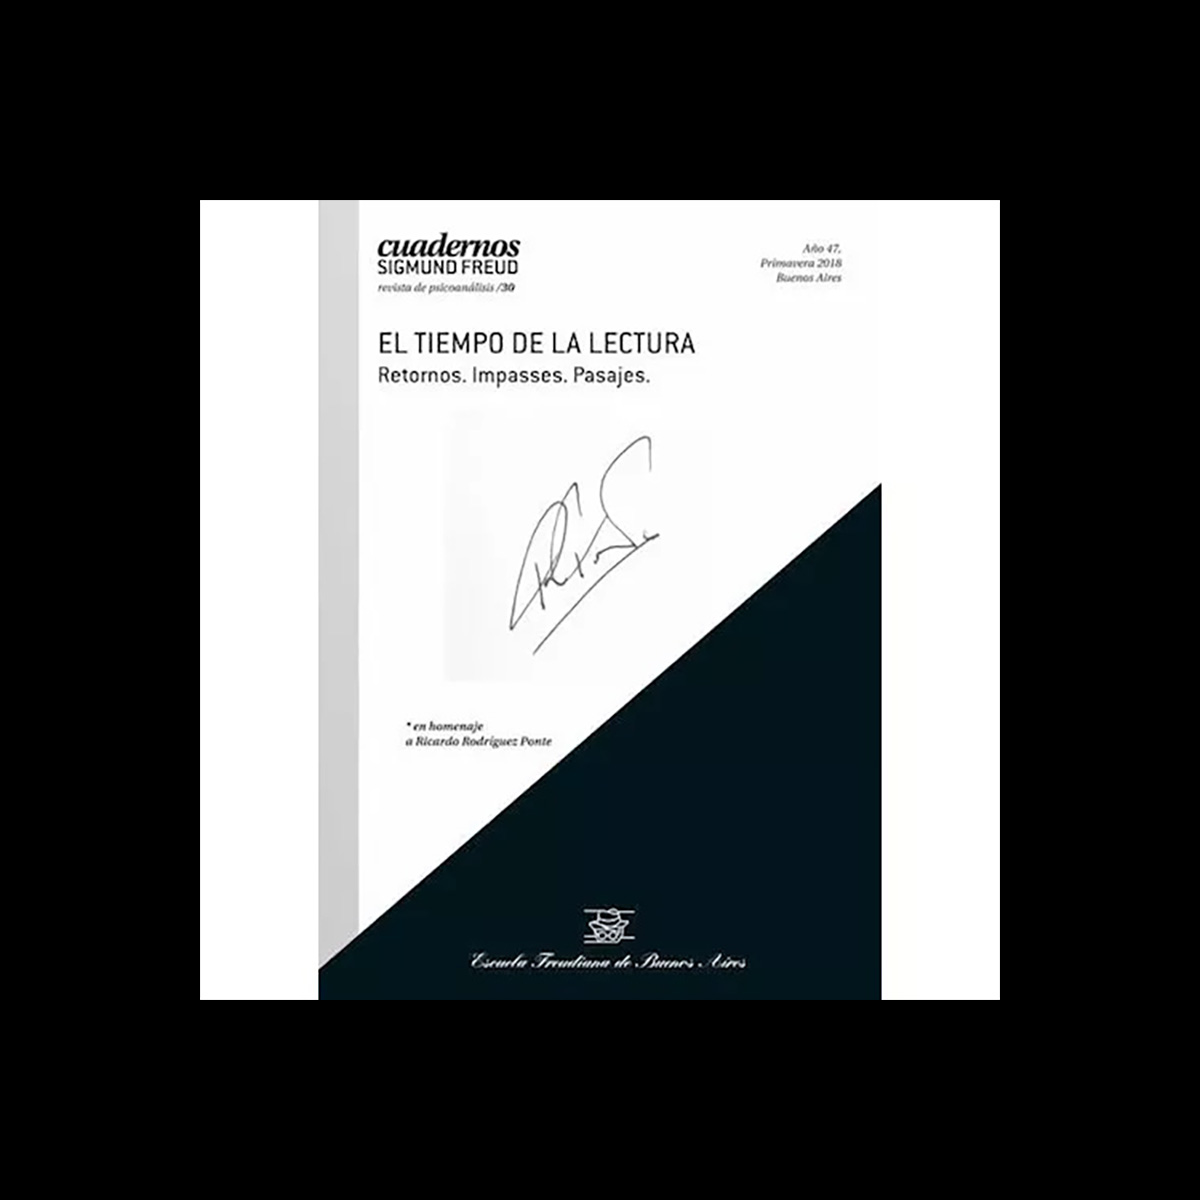 cuadernos
SIGMUND FREUD
revista de psicoanálisis /30
Año 47,
Primavera 2018
Buenos Aires
EL TIEMPO DE LA LECTURA
Retornos. Impasses. Pasajes.
* en homenaje
a Ricardo Rodríguez Ponte
Escuela Freudiana de Buenos Aires